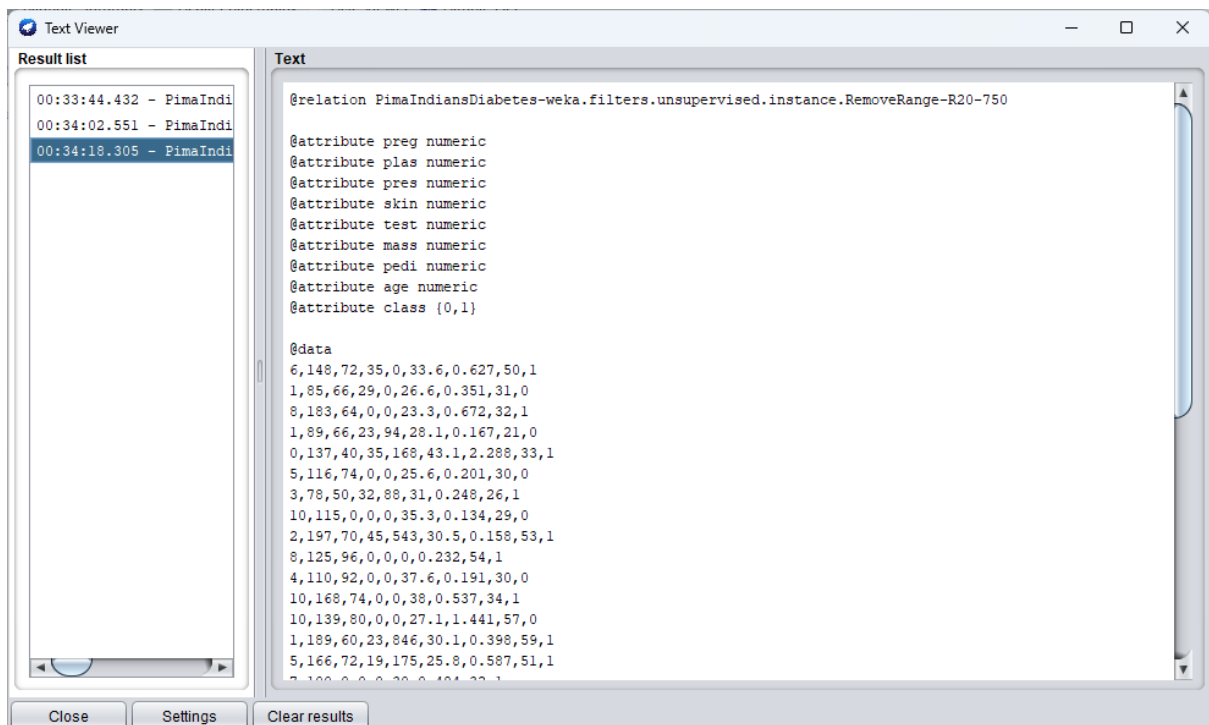 Text Viewer
Result list
00:33:44.432 - PimaIndi
00:34:02.551 - PimaIndi
00:34:18.305 - PimaIndi
Text
@relation PimaIndiansDiabetes-weka.filters.unsupervised.instance.RemoveRange-R20-750
@attribute preg numeric
@attribute plas numeric
@attribute pres numeric
@attribute skin numeric
@attribute test numeric
@attribute mass numeric
@attribute pedi numeric
@attribute age numeric
@attribute class {0,1}
@data
6,148,72,35,0,33.6,0.627,50,1
1,85,66,29,0,26.6,0.351,31,0
8,183,64,0,0,23.3,0.672,32,1
1,89,66,23,94,28.1,0.167,21,0
0,137,40,35,168,43.1,2.288,33,1
5,116,74,0,0,25.6,0.201,30,0
3,78,50,32,88,31,0.248,26,1
10,115,0,0,0,35.3,0.134,29,0
2,197,70,45,543,30.5,0.158,53,1
8,125,96,0,0,0,0.232,54,1
4,110,92,0,0,37.6,0.191,30,0
10,168,74,0,0,38,0.537,34,1
10,139,80,0,0,27.1,1.441,57,0
1,189,60,23,846,30.1,0.398,59,1
5,166,72,19,175,25.8,0.587,51,1
Close
Settings
Clear results